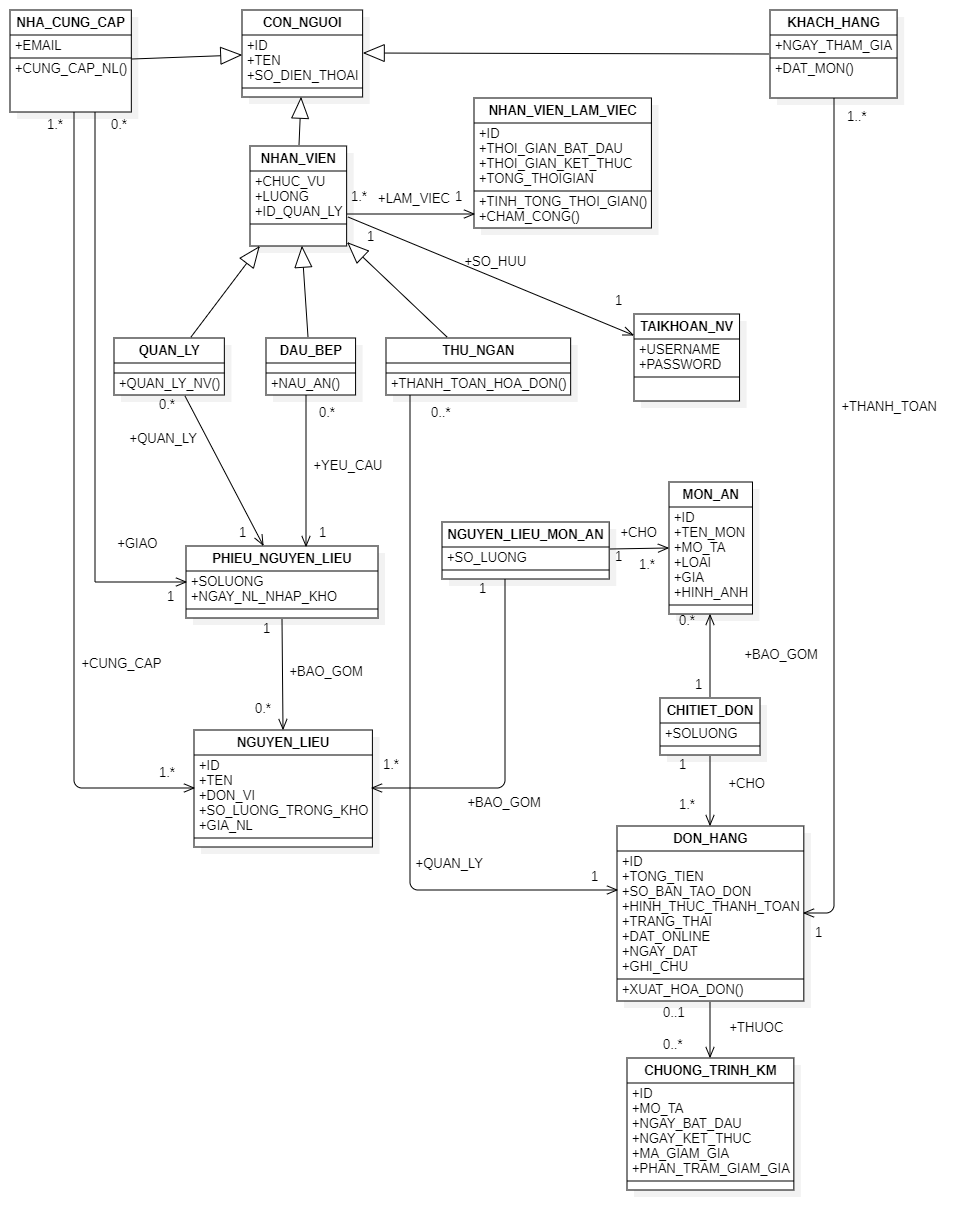 NHA_CUNG_CAP
+EMAIL
+CUNG_CAP_NL()
CON_NGUOI
+ID
+TEN
+SO_DIEN_THOAI
KHACH_HANG
+NGAY_THAM_GIA
+DAT_MON()
1.*
0.*
1..*
NHAN_VIEN_LAM_VIEC
+ID
+THOI_GIAN_BAT_DAU
+THOI_GIAN_KET_THUC
+TONG_THOIGIAN
+TINH_TONG_THOI_GIAN()
+CHAM_CONG()
NHAN_VIEN
+CHUC_VU
+LUONG
+ID_QUAN_LY
1.*
+LAM_VIEC
1
1
+SO_HUU
1
TAIKHOAN_NV
+USERNAME
+PASSWORD
QUAN_LY
+QUAN_LY_NV()
DAU_BEP
+NAU_AN()
THU_NGAN
+THANH_TOAN_HOA_DON()
0.*
0.*
0..*
+THANH_TOAN
+QUAN_LY
+YEU_CAU
1
1
+GIAO
1
PHIEU_NGUYEN_LIEU
+SOLUONG
+NGAY_NL_NHAP_KHO
1
NGUYEN_LIEU_MON_AN
+SO_LUONG
1
+CHO
1
1.*
MON_AN
+ID
+TEN_MON
+MO_TA
+LOAI
+GIA
+HINH_ANH
0.*
+BAO_GOM
1
+CUNG_CAP
+BAO_GOM
0.*
CHITIET_DON
+SOLUONG
1
+CHO
1.*
1.*
NGUYEN_LIEU
+ID
+TEN
+DON_VI
+SO_LUONG_TRONG_KHO
+GIA_NL
1.*
+BAO_GOM
+QUAN_LY
1
DON_HANG
+ID
+TONG_TIEN
+SO_BAN_TAO_DON
+HINH_THUC_THANH_TOAN
+TRANG_THAI
+DAT_ONLINE
+NGAY_DAT
+GHI_CHU
+XUAT_HOA_DON()
1
0..1
+THUOC
0..*
CHUONG_TRINH_KM
+ID
+MO_TA
+NGAY_BAT_DAU
+NGAY_KET_THUC
+MA_GIAM_GIA
+PHAN_TRAM_GIAM_GIA